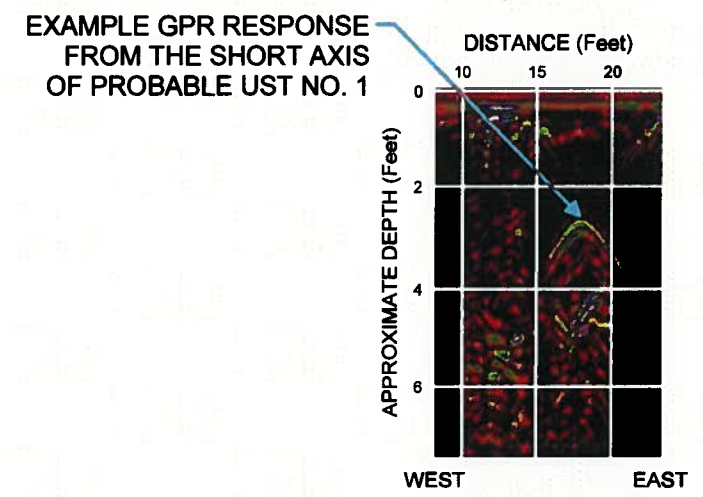 EXAMPLE GPR RESPONSE
FROM THE SHORT AXIS
OF PROBABLE UST NO. 1
DISTANCE (Feet)
10 15 20
APPROXIMATE DEPTH (Feet)
0
2
4
6
WEST EAST